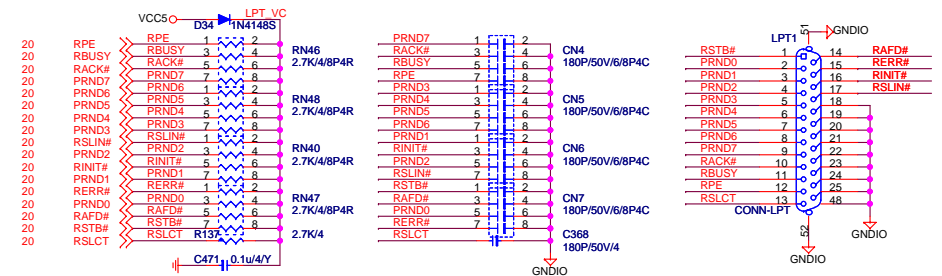 VCC5 LPT_VC
D34 1N4148S
20 RPE RPE 1 2 RN46
20 RBUSY RBUSY 3 4 2.7K/4/8P4R
20 RACK# RACK# 5 6
20 PRND7 PRND7 7 8
20 PRND6 PRND6 1 2 RN48
20 PRND5 PRND5 3 4 2.7K/4/8P4R
20 PRND4 PRND4 5 6
20 PRND3 PRND3 7 8
20 RSLIN# RSLIN# 1 2 RN40
20 PRND2 PRND2 3 4 2.7K/4/8P4R
20 RINIT# RINIT# 5 6
20 PRND1 PRND1 7 8
20 RERR# RERR# 1 2 RN47
20 PRND0 PRND0 3 4 2.7K/4/8P4R
20 RAFD# RAFD# 5 6
20 RSTB# RSTB# 7 8
20 RSLCT RSLCT R137 2.7K/4
C471 0.1u/4/Y
PRND7 1 2 CN4
RACK# 3 4 180P/50V/6/8P4C
RBUSY 5 6
RPE 7 8
PRND3 1 2 CN5
PRND4 3 4 180P/50V/6/8P4C
PRND5 5 6
PRND6 7 8
PRND1 1 2 CN6
RINIT# 3 4 180P/50V/6/8P4C
PRND2 5 6
RSLIN# 7 8
RSTB# 1 2 CN7
RAFD# 3 4 180P/50V/6/8P4C
PRND0 5 6
RERR# 7 8
RSLCT C368
180P/50V/4
GNDIO
51 GNDIO
LPT1
RSTB# 1 14 RAFD#
PRND0 2 15 RERR#
PRND1 3 16 RINIT#
PRND2 4 17 RSLIN#
PRND3 5 18
PRND4 6 19
PRND5 7 20
PRND6 8 21
PRND7 9 22
RACK# 10 23
RBUSY 11 24
RPE 12 25
RSLCT 13 48
CONN-LPT
52 GNDIO
GNDIO